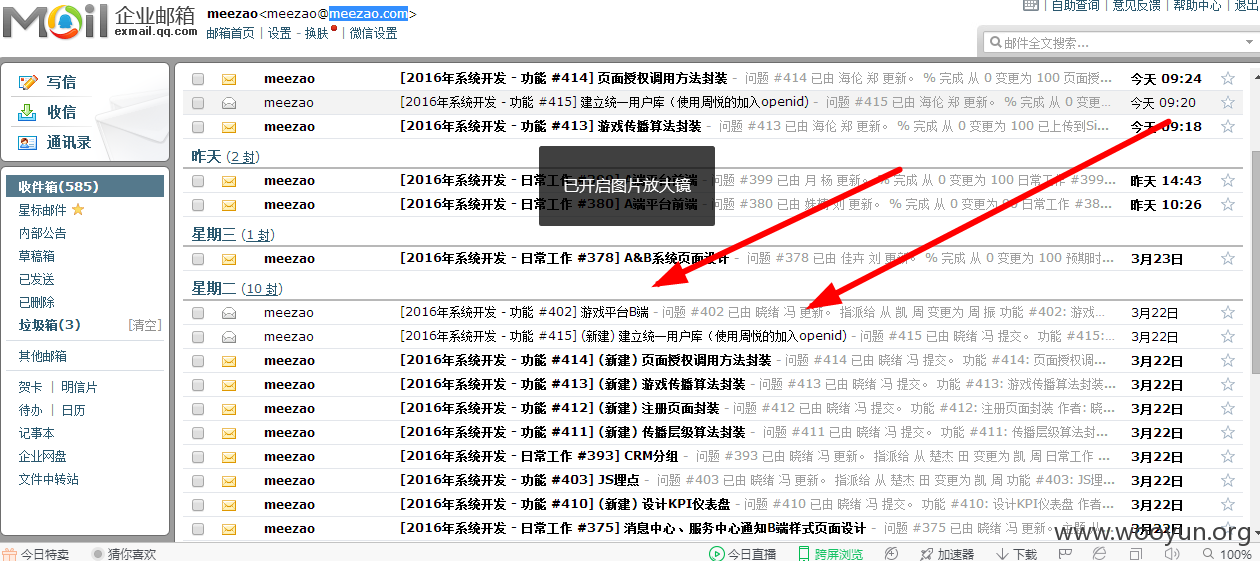 Mail 企业邮箱 exmail.qq.com meezao<meezao@meezao.com>
邮箱首页 | 设置 - 换肤 | 微信设置
自助查询 | 意见反馈 | 帮助中心 | 退出
邮件全文搜索...
写信
收信
通讯录
收件箱(585)
星标邮件
内部公告
草稿箱
已发送
已删除
垃圾箱(3) [清空]
其他邮箱
贺卡 | 明信片
待办 | 日历
记事本
企业网盘
文件中转站
meezao [2016年系统开发 - 功能 #414] 页面授权调用方法封装 - 问题 #414 已由 海伦 郑 更新。 % 完成 从 0 变更为 100 页面授... 今天 09:24
meezao [2016年系统开发 - 功能 #415] 建立统一用户库（使用周悦的加入openid) - 问题 #415 已由 海伦 郑 更新。 % 完成 从 0 变更为... 今天 09:20
meezao [2016年系统开发 - 功能 #413] 游戏传播算法封装 - 问题 #413 已由 海伦 郑 更新。 % 完成 从 0 变更为 100 已上传到Si... 今天 09:18
昨天 (2 封)
meezao [2016年系统开发 - 日常工作 #399] A端平台前端 - 问题 #399 已由 月 杨 更新。 % 完成 从 0 变更为 100 日常工作 #399... 昨天 14:43
已开启图片放大镜
meezao [2016年系统开发 - 日常工作 #380] A端平台前端 - 问题 #380 已由 刘 更新。 % 完成 从 0 变更为 日常工作 #38... 昨天 10:26
星期三 (1 封)
meezao [2016年系统开发 - 日常工作 #378] A&B系统页面设计 - 问题 #378 已由 佳卉 刘 更新。 % 完成 从 0 变更为 100 预期时... 3月23日
星期二 (10 封)
meezao [2016年系统开发 - 功能 #402] 游戏平台B端 - 问题 #402 已由 晓绪 冯 更新。 指派给 从 凯 周 变更为 周 振 功能 #402: 游戏... 3月22日
meezao [2016年系统开发 - 功能 #415] (新建) 建立统一用户库（使用周悦的加入openid) - 问题 #415 已由 晓绪 冯 提交。 功能 #415:... 3月22日
meezao [2016年系统开发 - 功能 #414] (新建) 页面授权调用方法封装 - 问题 #414 已由 晓绪 冯 提交。 功能 #414: 页面授权调... 3月22日
meezao [2016年系统开发 - 功能 #413] (新建) 游戏传播算法封装 - 问题 #413 已由 晓绪 冯 提交。 功能 #413: 游戏传播算法封... 3月22日
meezao [2016年系统开发 - 功能 #412] (新建) 注册页面封装 - 问题 #412 已由 晓绪 冯 提交。 功能 #412: 注册页面封装 作者: 晓... 3月22日
meezao [2016年系统开发 - 功能 #411] (新建) 传播层级算法封装 - 问题 #411 已由 晓绪 冯 提交。 功能 #411: 传播层级算法封... 3月22日
meezao [2016年系统开发 - 日常工作 #393] CRM分组 - 问题 #393 已由 晓绪 冯 更新。 指派给 从 楚杰 田 变更为 凯 周 日常工作 ... 3月22日
meezao [2016年系统开发 - 功能 #403] JS埋点 - 问题 #403 已由 晓绪 冯 更新。 指派给 从 楚杰 田 变更为 凯 周 功能 #403: JS埋... 3月22日
meezao [2016年系统开发 - 功能 #410] (新建) 设计KPI仪表盘 - 问题 #410 已由 晓绪 冯 提交。 功能 #410: 设计KPI仪表盘 作者... 3月22日
meezao [2016年系统开发 - 日常工作 #375] 消息中心、服务中心通知B端样式页面设计 - 问题 #375 已由 晓绪 冯 更新。 主题 从... 3月22日
www.wooyun.org
今日特卖 猜你喜欢 今日直播 跨屏浏览 加速器 下载 100%